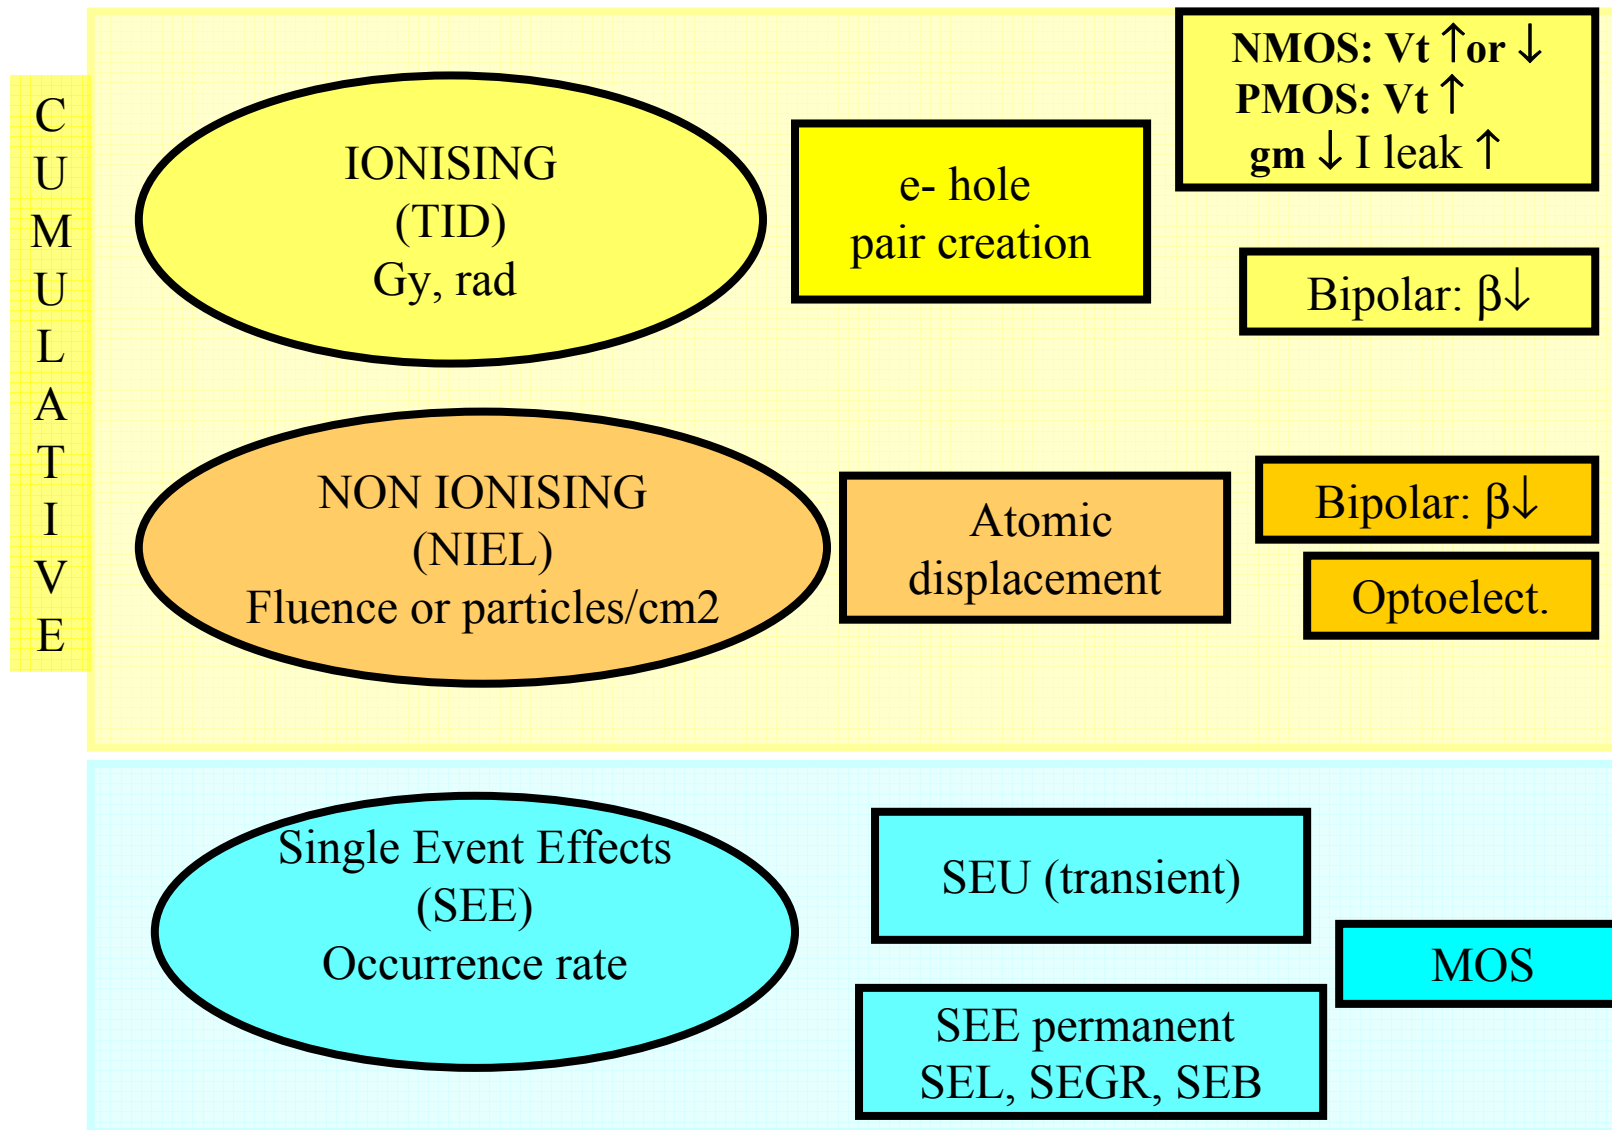 C
U
M
U
L
A
T
I
V
E
IONISING
(TID)
Gy, rad
e- hole
pair creation
NMOS: Vt ↑or ↓
PMOS: Vt ↑
gm ↓ I leak ↑
Bipolar: β↓
NON IONISING
(NIEL)
Fluence or particles/cm2
Atomic
displacement
Bipolar: β↓
Optoelect.
Single Event Effects
(SEE)
Occurrence rate
SEU (transient)
MOS
SEE permanent
SEL, SEGR, SEB